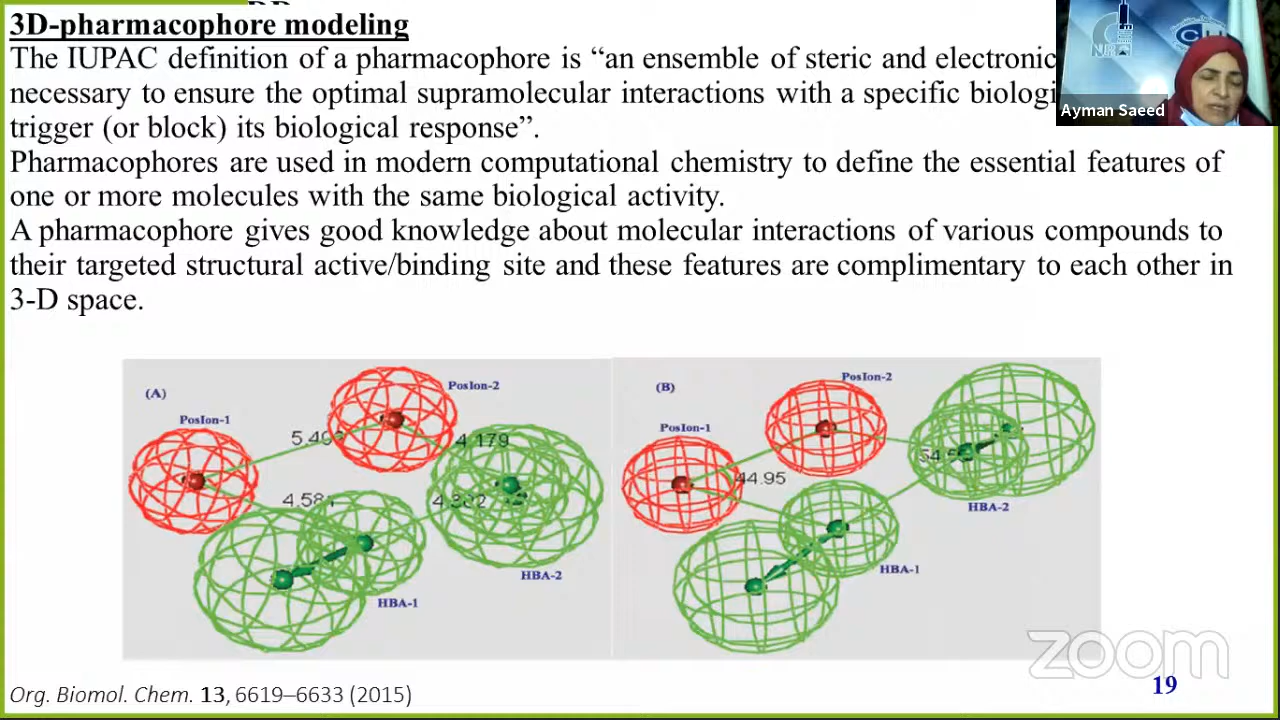 3D-pharmacophore modeling
The IUPAC definition of a pharmacophore is “an ensemble of steric and electronic
necessary to ensure the optimal supramolecular interactions with a specific
trigger (or block) its biological response”.
Pharmacophores are used in modern computational chemistry to define the essential features of
one or more molecules with the same biological activity.
A pharmacophore gives good knowledge about molecular interactions of various compounds to
their targeted structural active/binding site and these features are complimentary to each other in
3-D space.
Ayman Saeed
(A)
PosIon-1
PosIon-2
4.179
HBA-1
HBA-2
(B)
PosIon-1
PosIon-2
44.95
HBA-1
HBA-2
zoom
Org. Biomol. Chem. 13, 6619–6633 (2015)
19